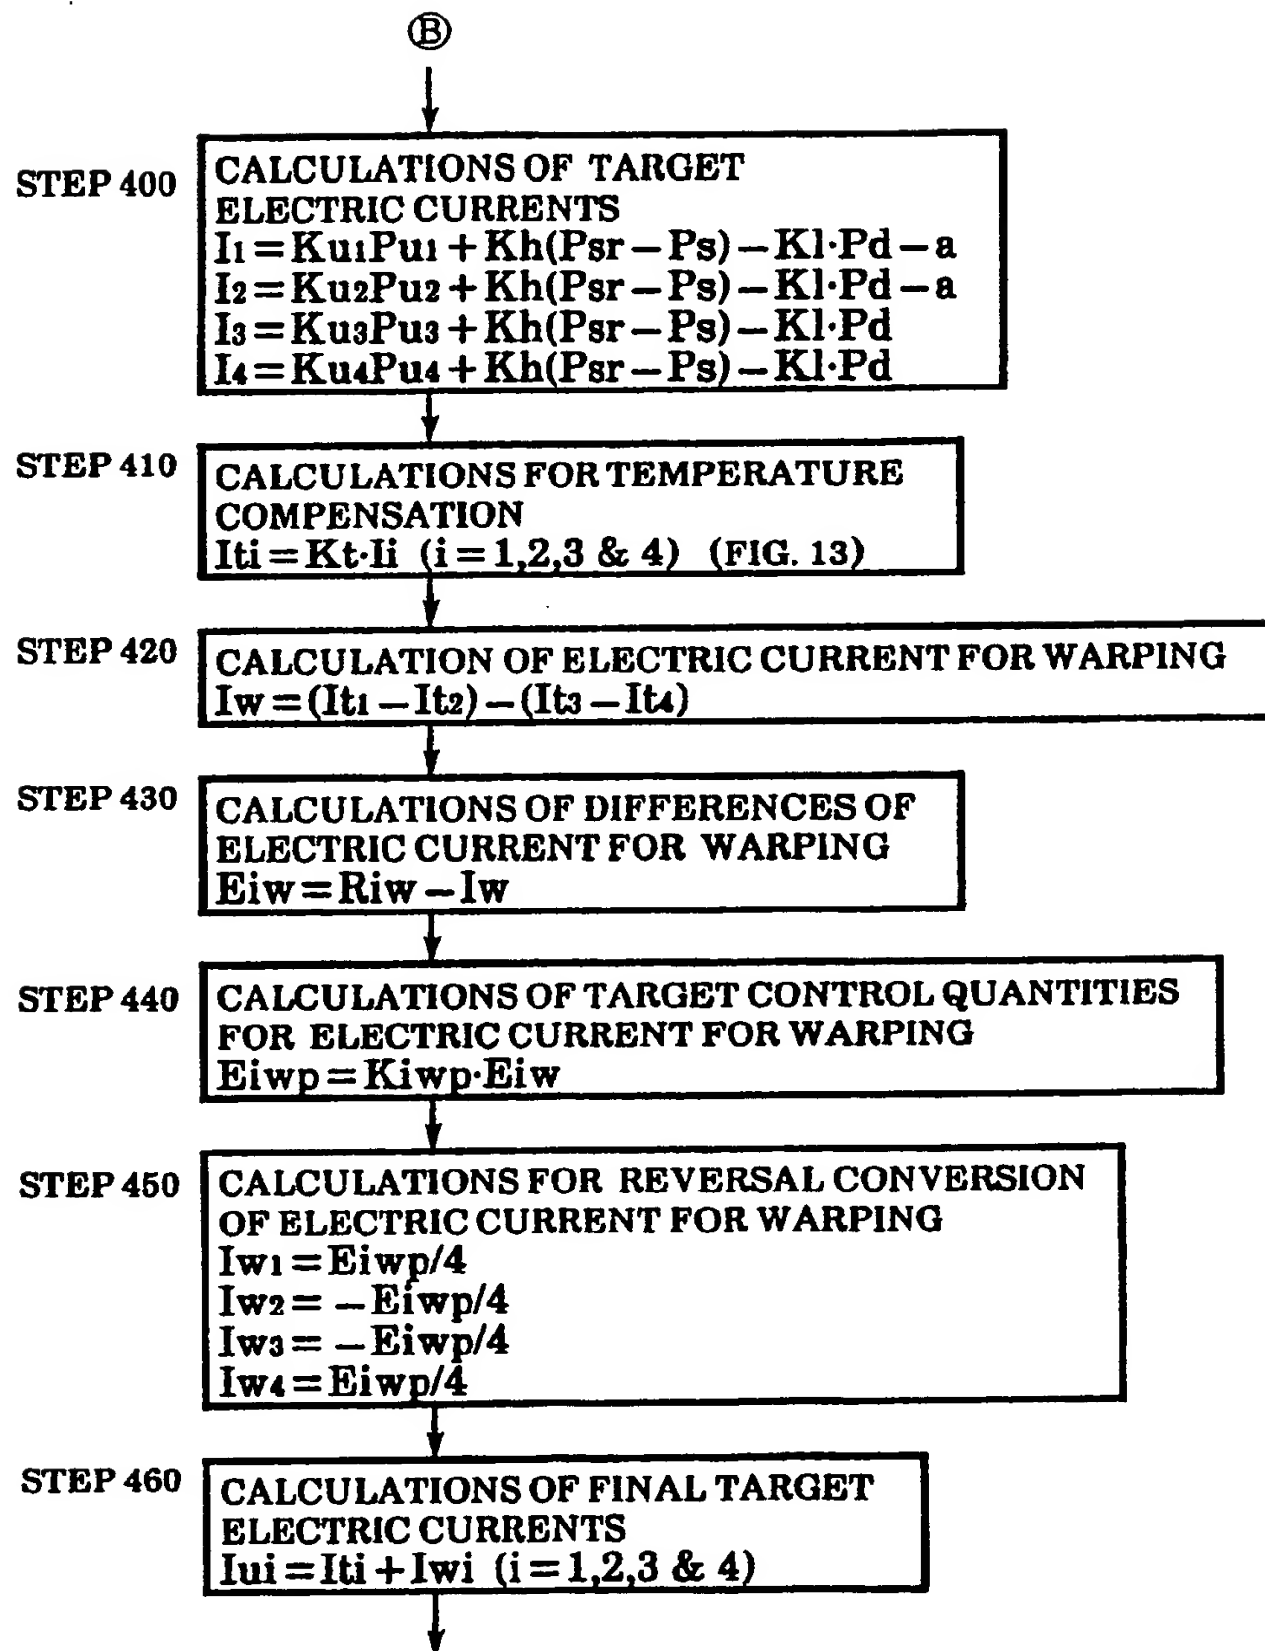 B
STEP 400
CALCULATIONS OF TARGET
ELECTRIC CURRENTS
I1 = Ku1Pu1 + Kh(Psr – Ps) – Kl·Pd – a
I2 = Ku2Pu2 + Kh(Psr – Ps) – Kl·Pd – a
I3 = Ku3Pu3 + Kh(Psr – Ps) – Kl·Pd
I4 = Ku4Pu4 + Kh(Psr – Ps) – Kl·Pd
STEP 410
CALCULATIONS FOR TEMPERATURE
COMPENSATION
Iti = Kt·Ii (i = 1,2,3 & 4) (FIG. 13)
STEP 420
CALCULATION OF ELECTRIC CURRENT FOR WARPING
Iw = (It1 – It2) – (It3 – It4)
STEP 430
CALCULATIONS OF DIFFERENCES OF
ELECTRIC CURRENT FOR WARPING
Eiw = Riw – Iw
STEP 440
CALCULATIONS OF TARGET CONTROL QUANTITIES
FOR ELECTRIC CURRENT FOR WARPING
Eiwp = Kiwp·Eiw
STEP 450
CALCULATIONS FOR REVERSAL CONVERSION
OF ELECTRIC CURRENT FOR WARPING
Iw1 = Eiwp/4
Iw2 = – Eiwp/4
Iw3 = – Eiwp/4
Iw4 = Eiwp/4
STEP 460
CALCULATIONS OF FINAL TARGET
ELECTRIC CURRENTS
Iui = Iti + Iwi (i = 1,2,3 & 4)